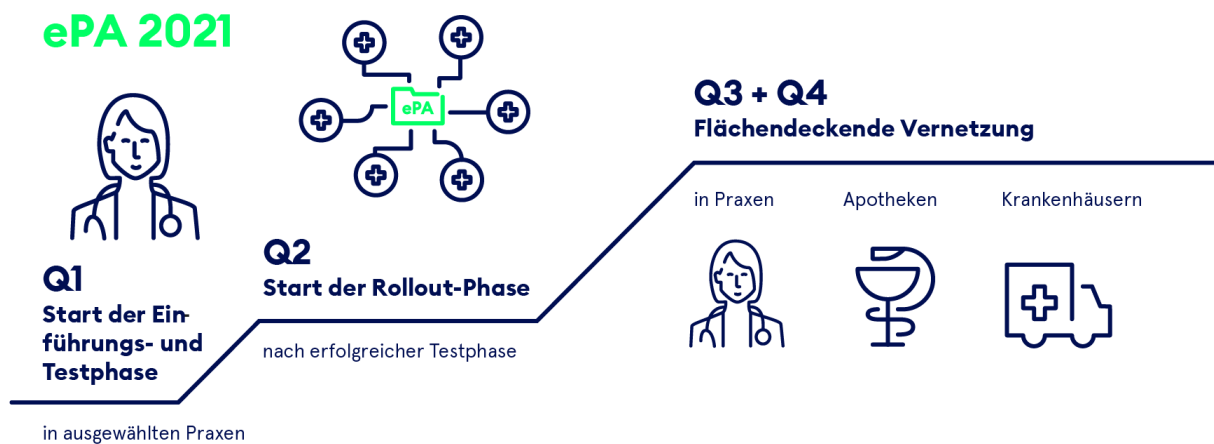 ePA 2021
ePA
Q1
Start der Ein-
führungs- und
Testphase
in ausgewählten Praxen
Q2
Start der Rollout-Phase
nach erfolgreicher Testphase
Q3 + Q4
Flächendeckende Vernetzung
in Praxen
Apotheken
Krankenhäusern